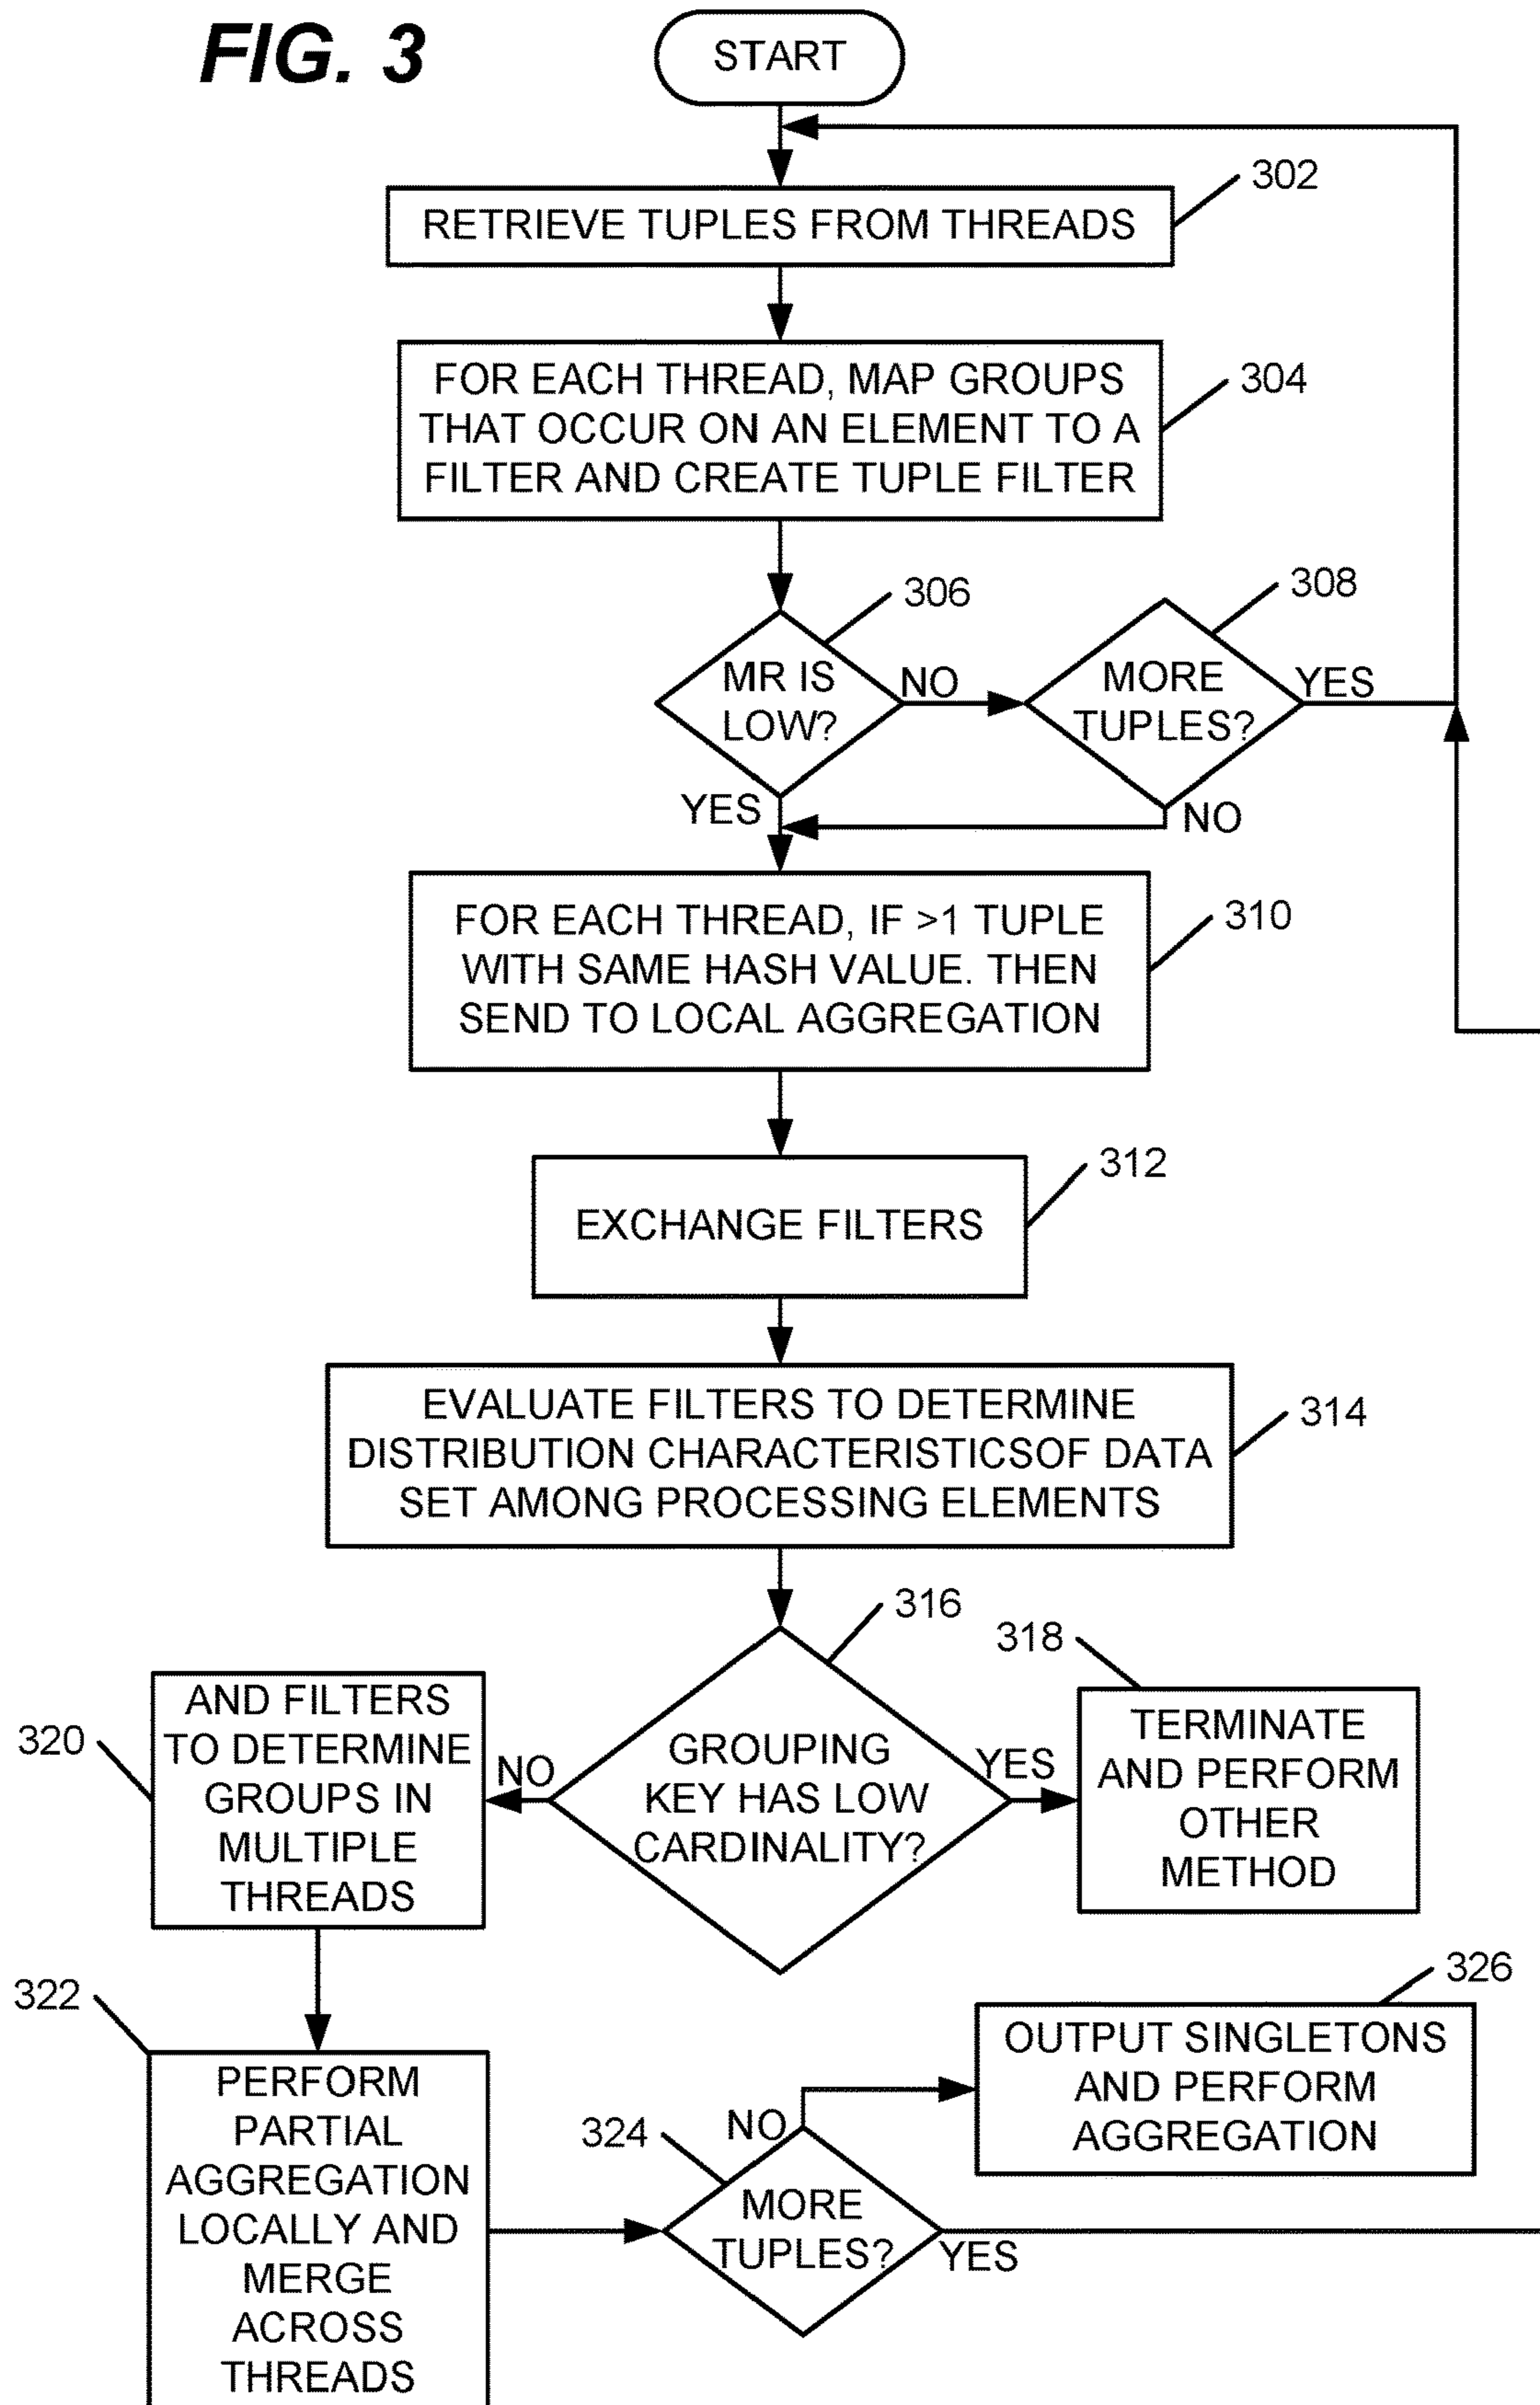 FIG. 3
START
302
RETRIEVE TUPLES FROM THREADS
304
FOR EACH THREAD, MAP GROUPS
THAT OCCUR ON AN ELEMENT TO A
FILTER AND CREATE TUPLE FILTER
306
308
MR IS
LOW?
NO
MORE
TUPLES?
YES
YES
NO
310
FOR EACH THREAD, IF >1 TUPLE
WITH SAME HASH VALUE. THEN
SEND TO LOCAL AGGREGATION
312
EXCHANGE FILTERS
314
EVALUATE FILTERS TO DETERMINE
DISTRIBUTION CHARACTERISTICSOF DATA
SET AMONG PROCESSING ELEMENTS
316
318
320
AND FILTERS
TO DETERMINE
GROUPS IN
MULTIPLE
THREADS
NO
GROUPING
KEY HAS LOW
CARDINALITY?
YES
TERMINATE
AND PERFORM
OTHER
METHOD
322
326
PERFORM
PARTIAL
AGGREGATION
LOCALLY AND
MERGE
ACROSS
THREADS
324
NO
MORE
TUPLES?
YES
OUTPUT SINGLETONS
AND PERFORM
AGGREGATION